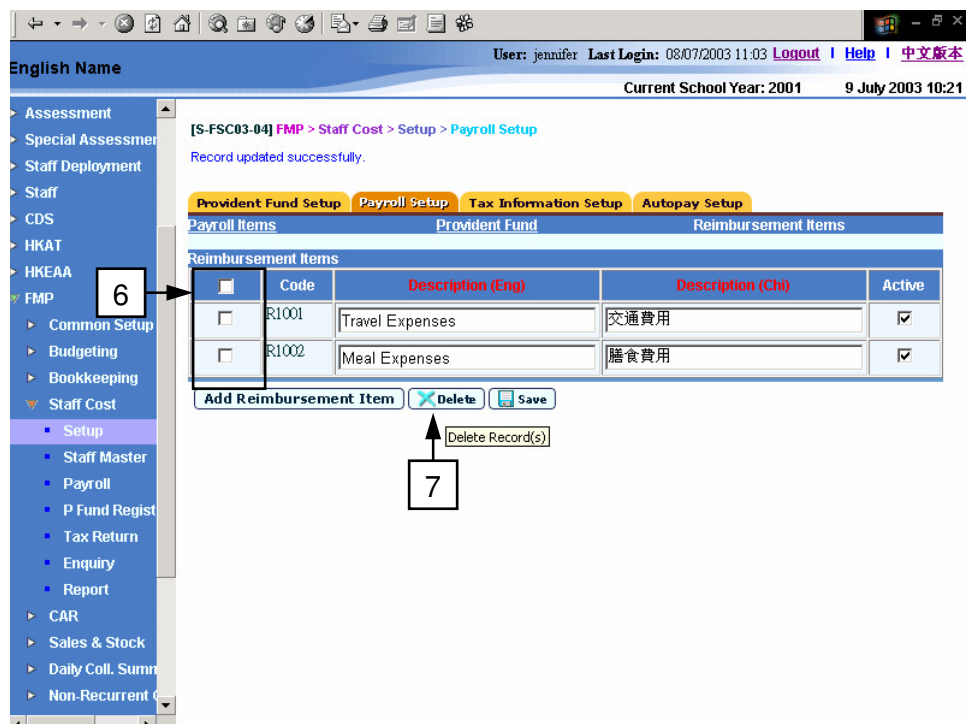 User: jennifer Last Login: 08/07/2003 11:03 Logout | Help | 中文版本
English Name
Current School Year: 2001 9 July 2003 10:21
Assessment
Special Assessmen
Staff Deployment
Staff
CDS
HKAT
HKEAA
FMP
Common Setup
Budgeting
Bookkeeping
Staff Cost
Setup
Staff Master
Payroll
P Fund Regist
Tax Return
Enquiry
Report
CAR
Sales & Stock
Daily Coll. Summ
Non-Recurrent
[S-FSC03-04] FMP > Staff Cost > Setup > Payroll Setup
Record updated successfully.
Provident Fund Setup Payroll Setup Tax Information Setup Autopay Setup
Payroll Items Provident Fund Reimbursement Items
Reimbursement Items
Code Description (Eng) Description (Chi) Active
R1001 Travel Expenses 交通費用
R1002 Meal Expenses 膳食費用
Add Reimbursement Item Delete Save
Delete Record(s)
6
7